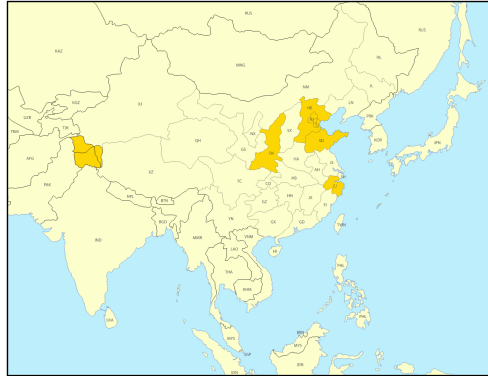 RUS
RUS
KAZ
MNG
HL
NM
JL
UZB
KGZ
XJ
LN
TKM
TJK
HE
BJ
PRK
NX
SX
SD
KOR
JPN
AFG
QH
GS
SN
HA
JS
PAK
XZ
AH
SC
CQ
HB
ZJ
NPL
BTN
HN
JX
GZ
FJ
YN
BGD
GX
GD
TWN
IND
MMR
VNM
LAO
HI
THA
PHL
KHM
LKA
PHL
BRN
MYS
MYS
SGP
IDN
IDN